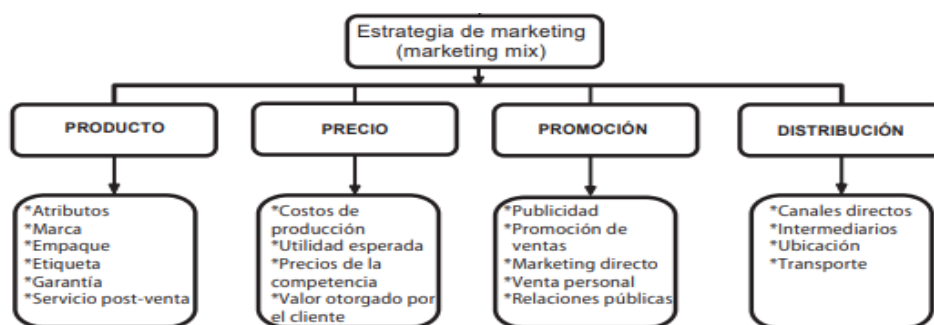 Estrategia de marketing
(marketing mix)
PRODUCTO
PRECIO
PROMOCIÓN
DISTRIBUCIÓN
*Atributos
*Marca
*Empaque
*Etiqueta
*Garantía
*Servicio post-venta
*Costos de
producción
*Utilidad esperada
*Precios de la
competencia
*Valor otorgado por
el cliente
*Publicidad
*Promoción de
ventas
*Marketing directo
*Venta personal
*Relaciones públicas
*Canales directos
*Intermediarios
*Ubicación
*Transporte